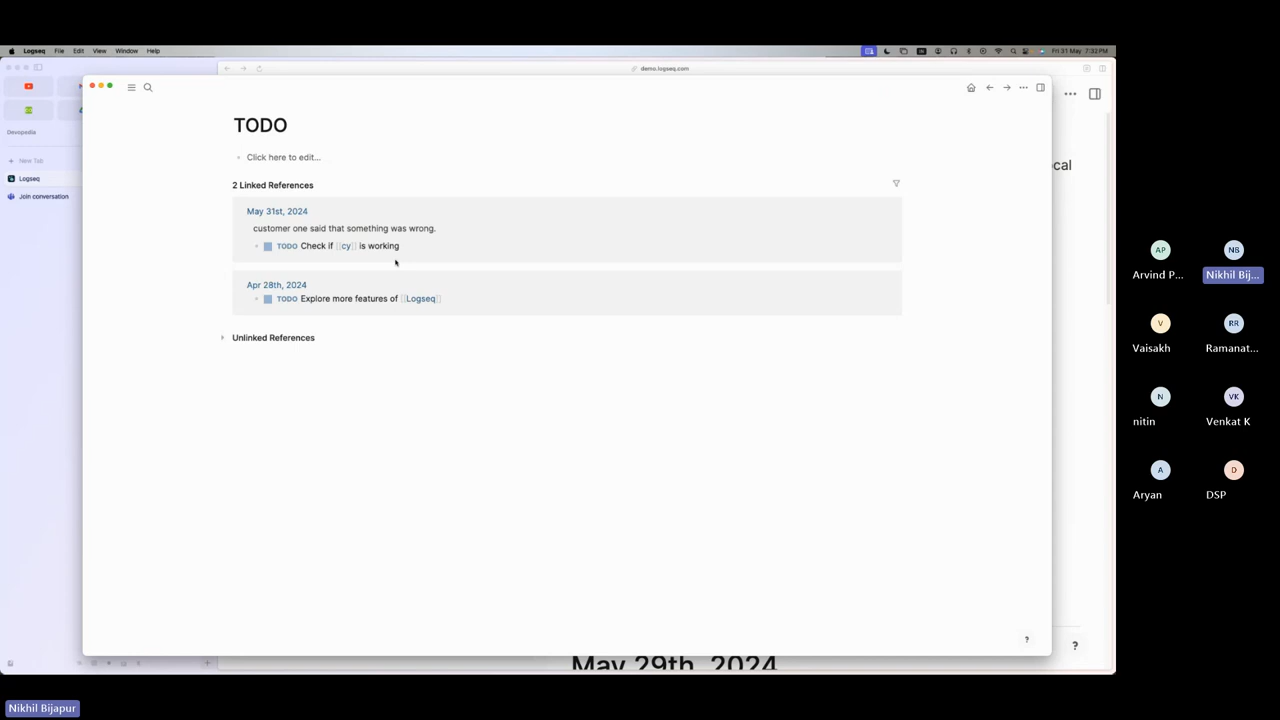 Logseq File Edit View Window Help
Fri 31 May 7:32 PM
demo.logseq.com
Devopadia
New Tab
Logseq
Join conversation
TODO
Click here to edit...
2 Linked References
May 31st, 2024
customer one said that something was wrong.
TODO Check if [[cy]] is working
Apr 28th, 2024
TODO Explore more features of [[Logseq]]
Unlinked References
?
ocal
?
May 29th, 2024
AP
Arvind P...
NB
Nikhil Bij...
V
Vaisakh
RR
Ramanat...
N
nitin
VK
Venkat K
A
Aryan
D
DSP
Nikhil Bijapur